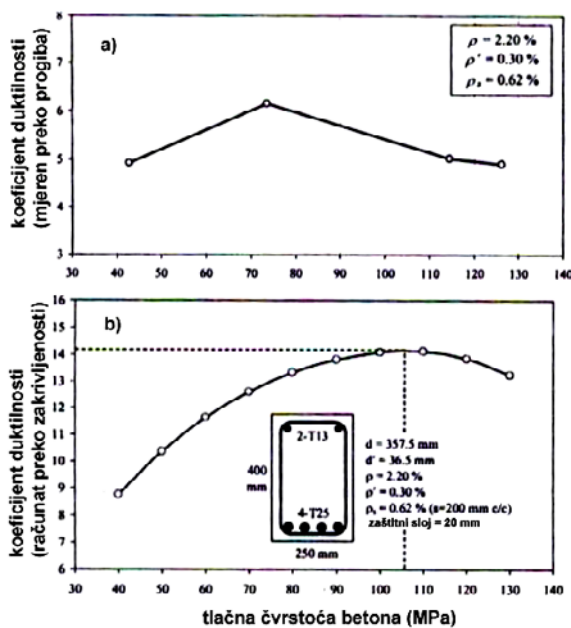 koeficijent duktilnosti
(mjeren preko progiba)
8
7
6
5
4
3
a)
ρ = 2.20 %
ρ' = 0.30 %
ρs = 0.62 %
30 40 50 60 70 80 90 100 110 120 130 140
koeficijent duktilnosti
(računat preko zakrivljenosti)
16
15
14
13
12
11
10
9
8
7
6
b)
2-T13
400
mm
4-T25
250 mm
d = 357.5 mm
d' = 36.5 mm
ρ = 2.20 %
ρ' = 0.30 %
ρs = 0.62 % (s=200 mm c/c)
zaštitni sloj = 20 mm
30 40 50 60 70 80 90 100 110 120 130 140
tlačna čvrstoća betona (MPa)